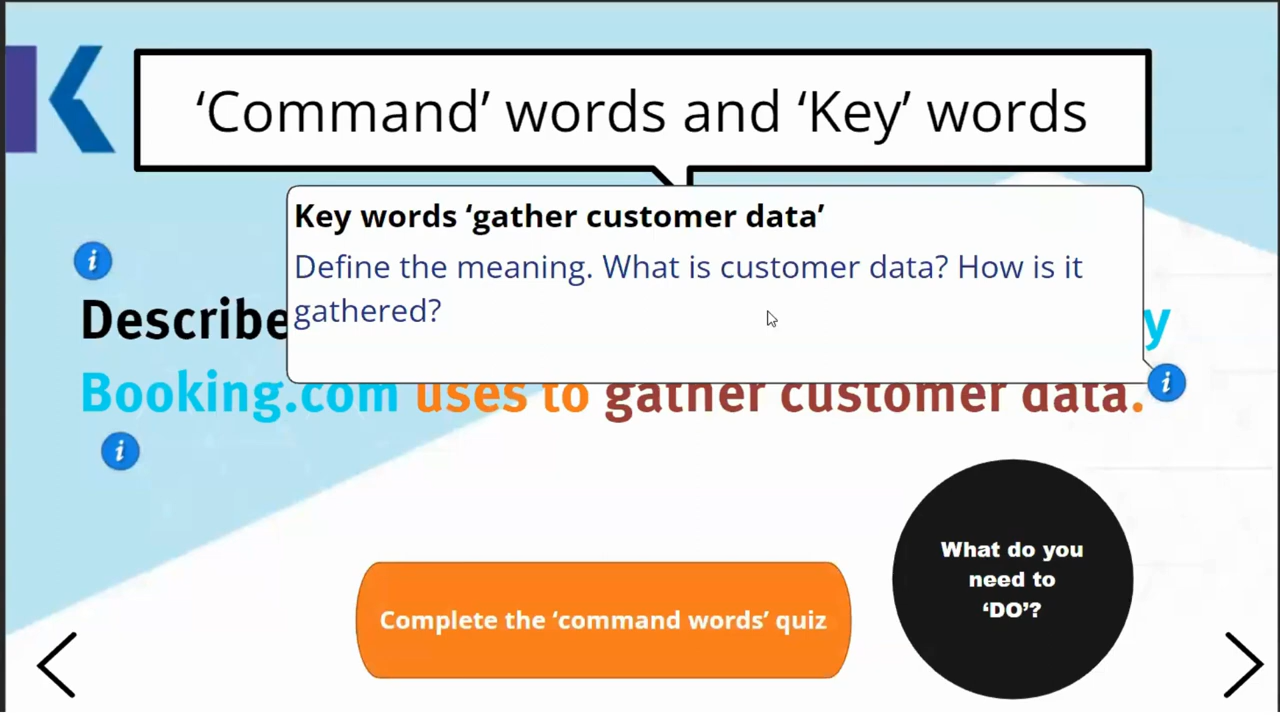 ‘Command’ words and ‘Key’ words
Key words ‘gather customer data’
Define the meaning. What is customer data? How is it
gathered?
Describe
Booking.com uses to gather customer data.
Complete the ‘command words’ quiz
What do you
need to
‘DO’?